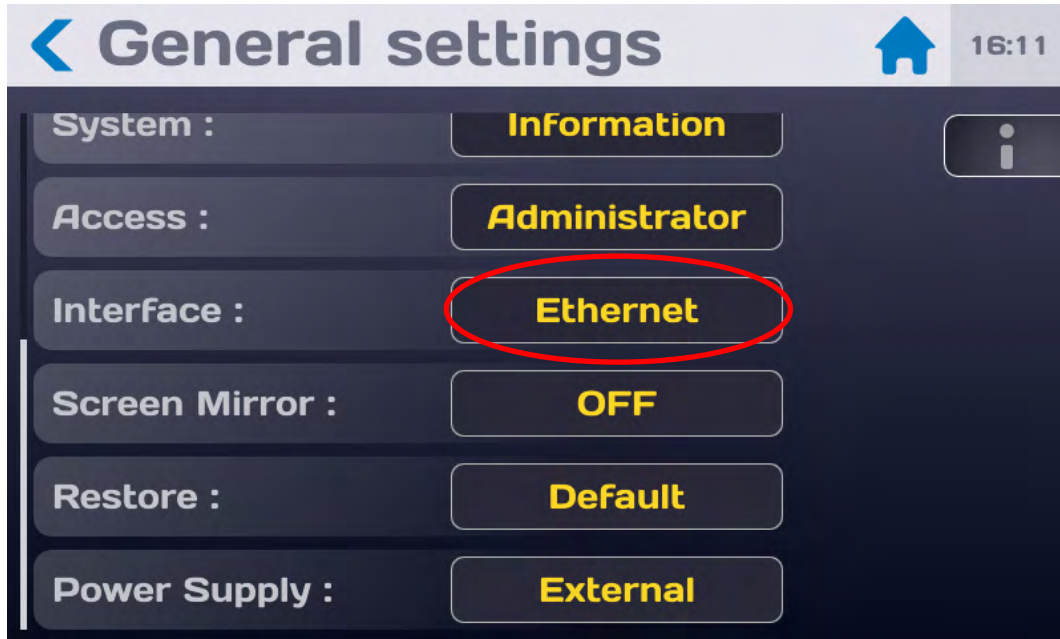 General settings
16:11
System : Information
Access : Administrator
Interface : Ethernet
Screen Mirror : OFF
Restore : Default
Power Supply : External